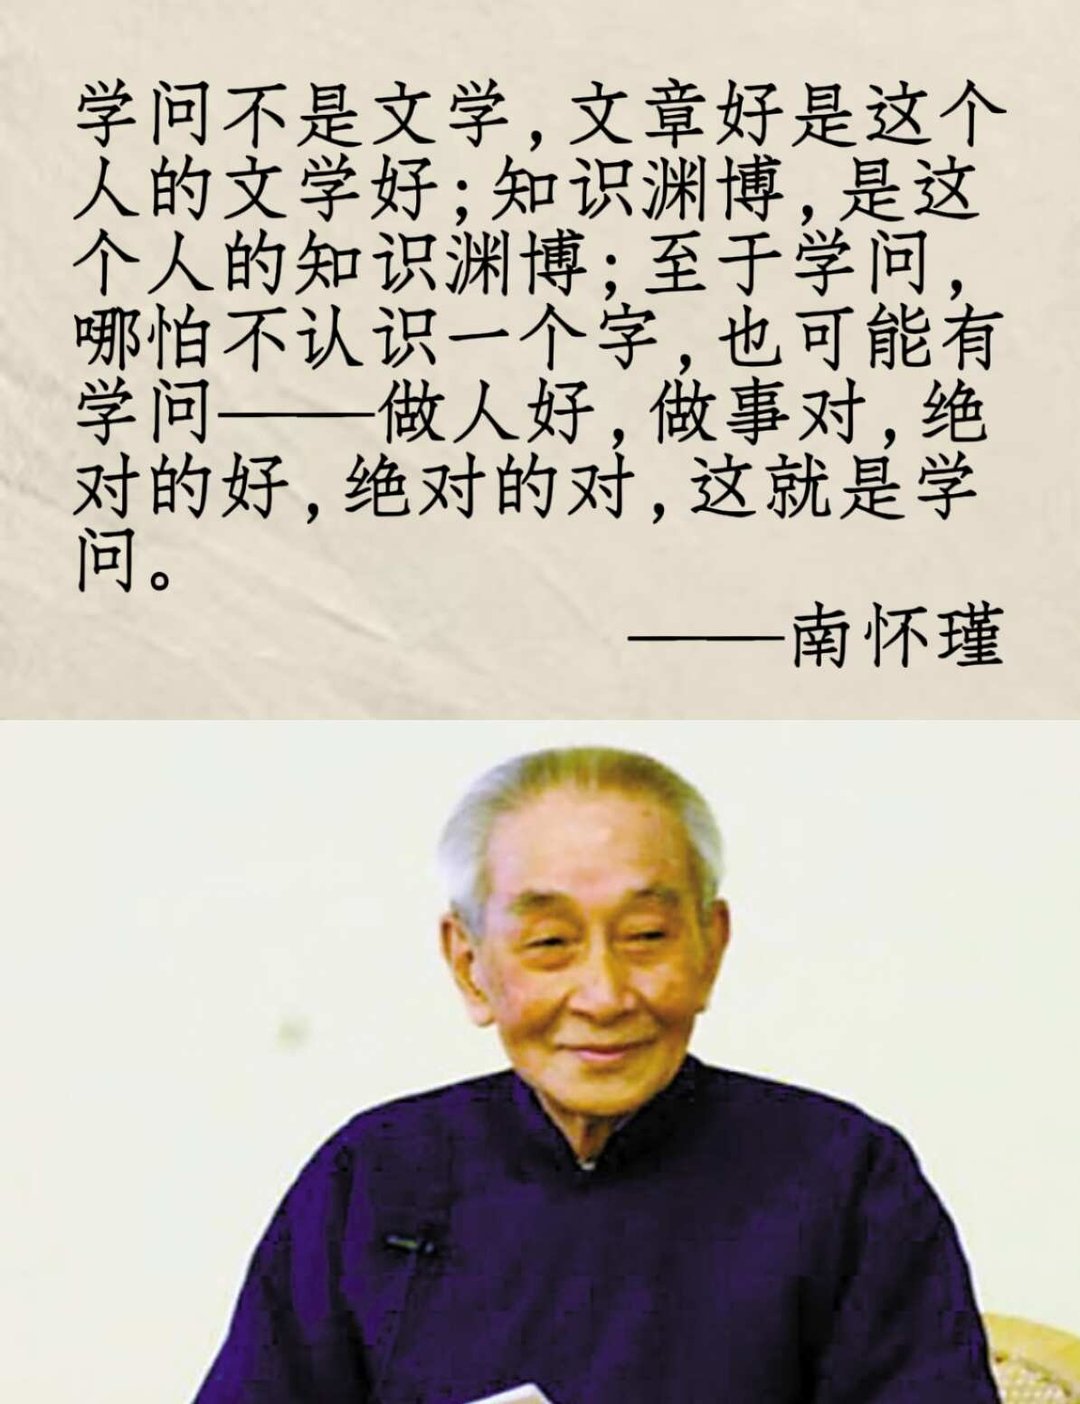 学问不是文学,文章好是这个
人的文学好;知识渊博,是这
个人的知识渊博;至于学问,
哪怕不认识一个字,也可能有
学问——做人好,做事对,绝
对的好,绝对的对,这就是学
问。
——南怀瑾